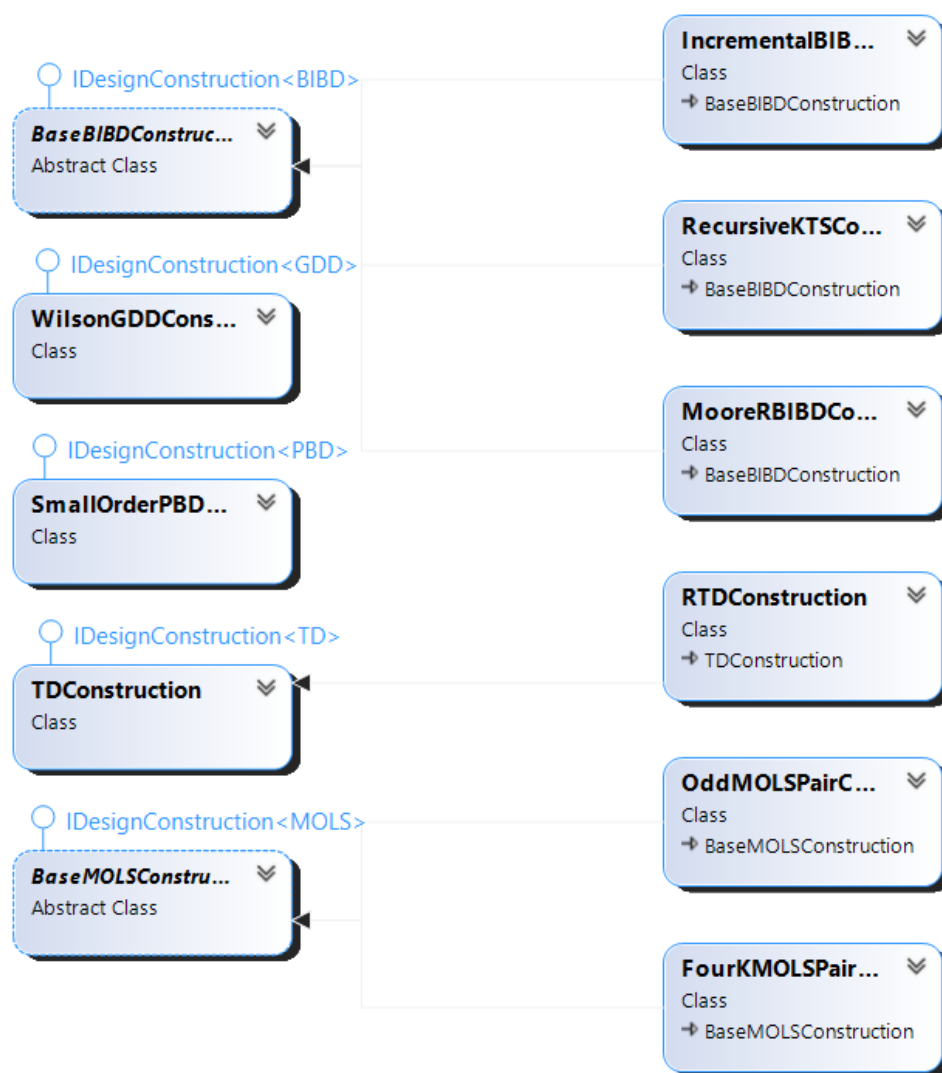 IDesignConstruction<BIBD>
BaseBIBDConstruc...
Abstract Class
IDesignConstruction<GDD>
WilsonGDDCons...
Class
IDesignConstruction<PBD>
SmallOrderPBD...
Class
IDesignConstruction<TD>
TDConstruction
Class
IDesignConstruction<MOLS>
BaseMOLSConstru...
Abstract Class
IncrementalBIB...
Class
BaseBIBDConstruction
RecursiveKTSCo...
Class
BaseBIBDConstruction
MooreRBIBDCo...
Class
BaseBIBDConstruction
RTDConstruction
Class
TDConstruction
OddMOLSPairC...
Class
BaseMOLSConstruction
FourKMOLSPair...
Class
BaseMOLSConstruction